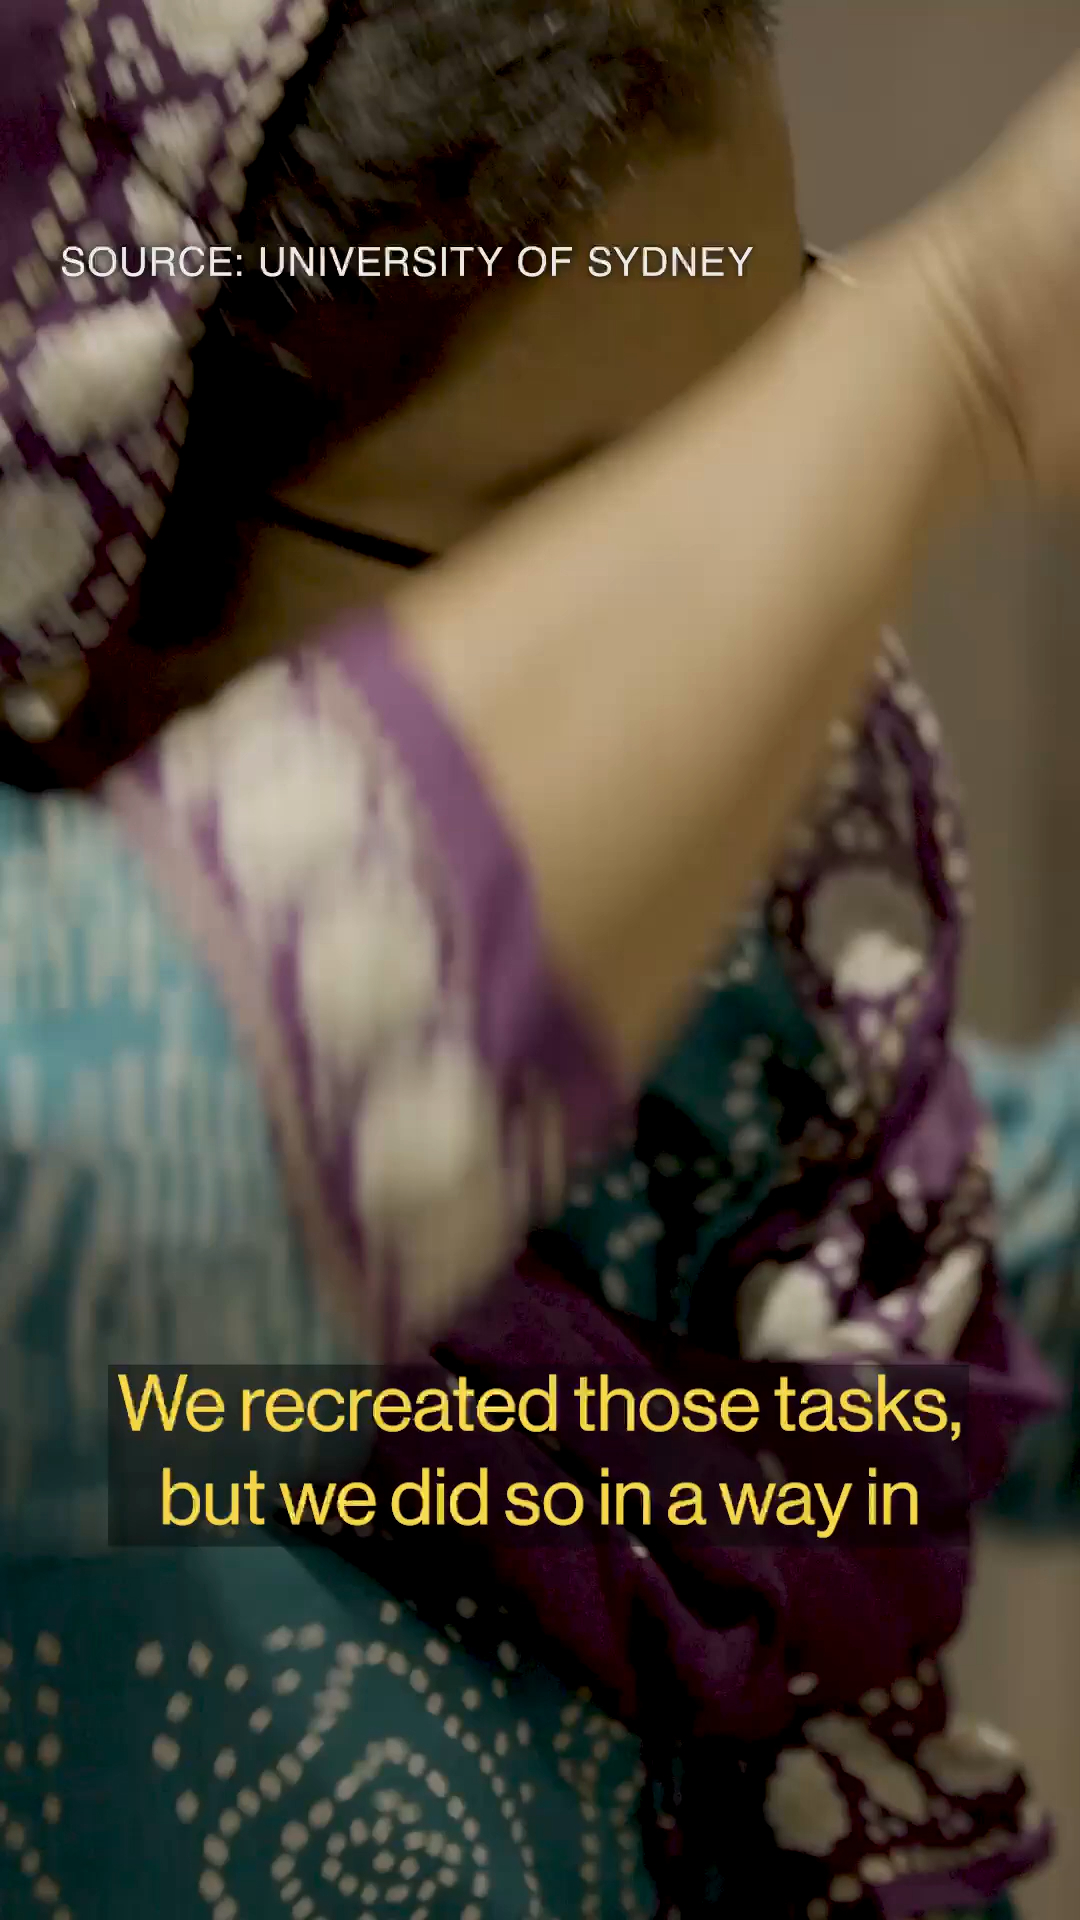 SOURCE: UNIVERSITY OF SYDNEY
We recreated those tasks,
but we did so in a way in